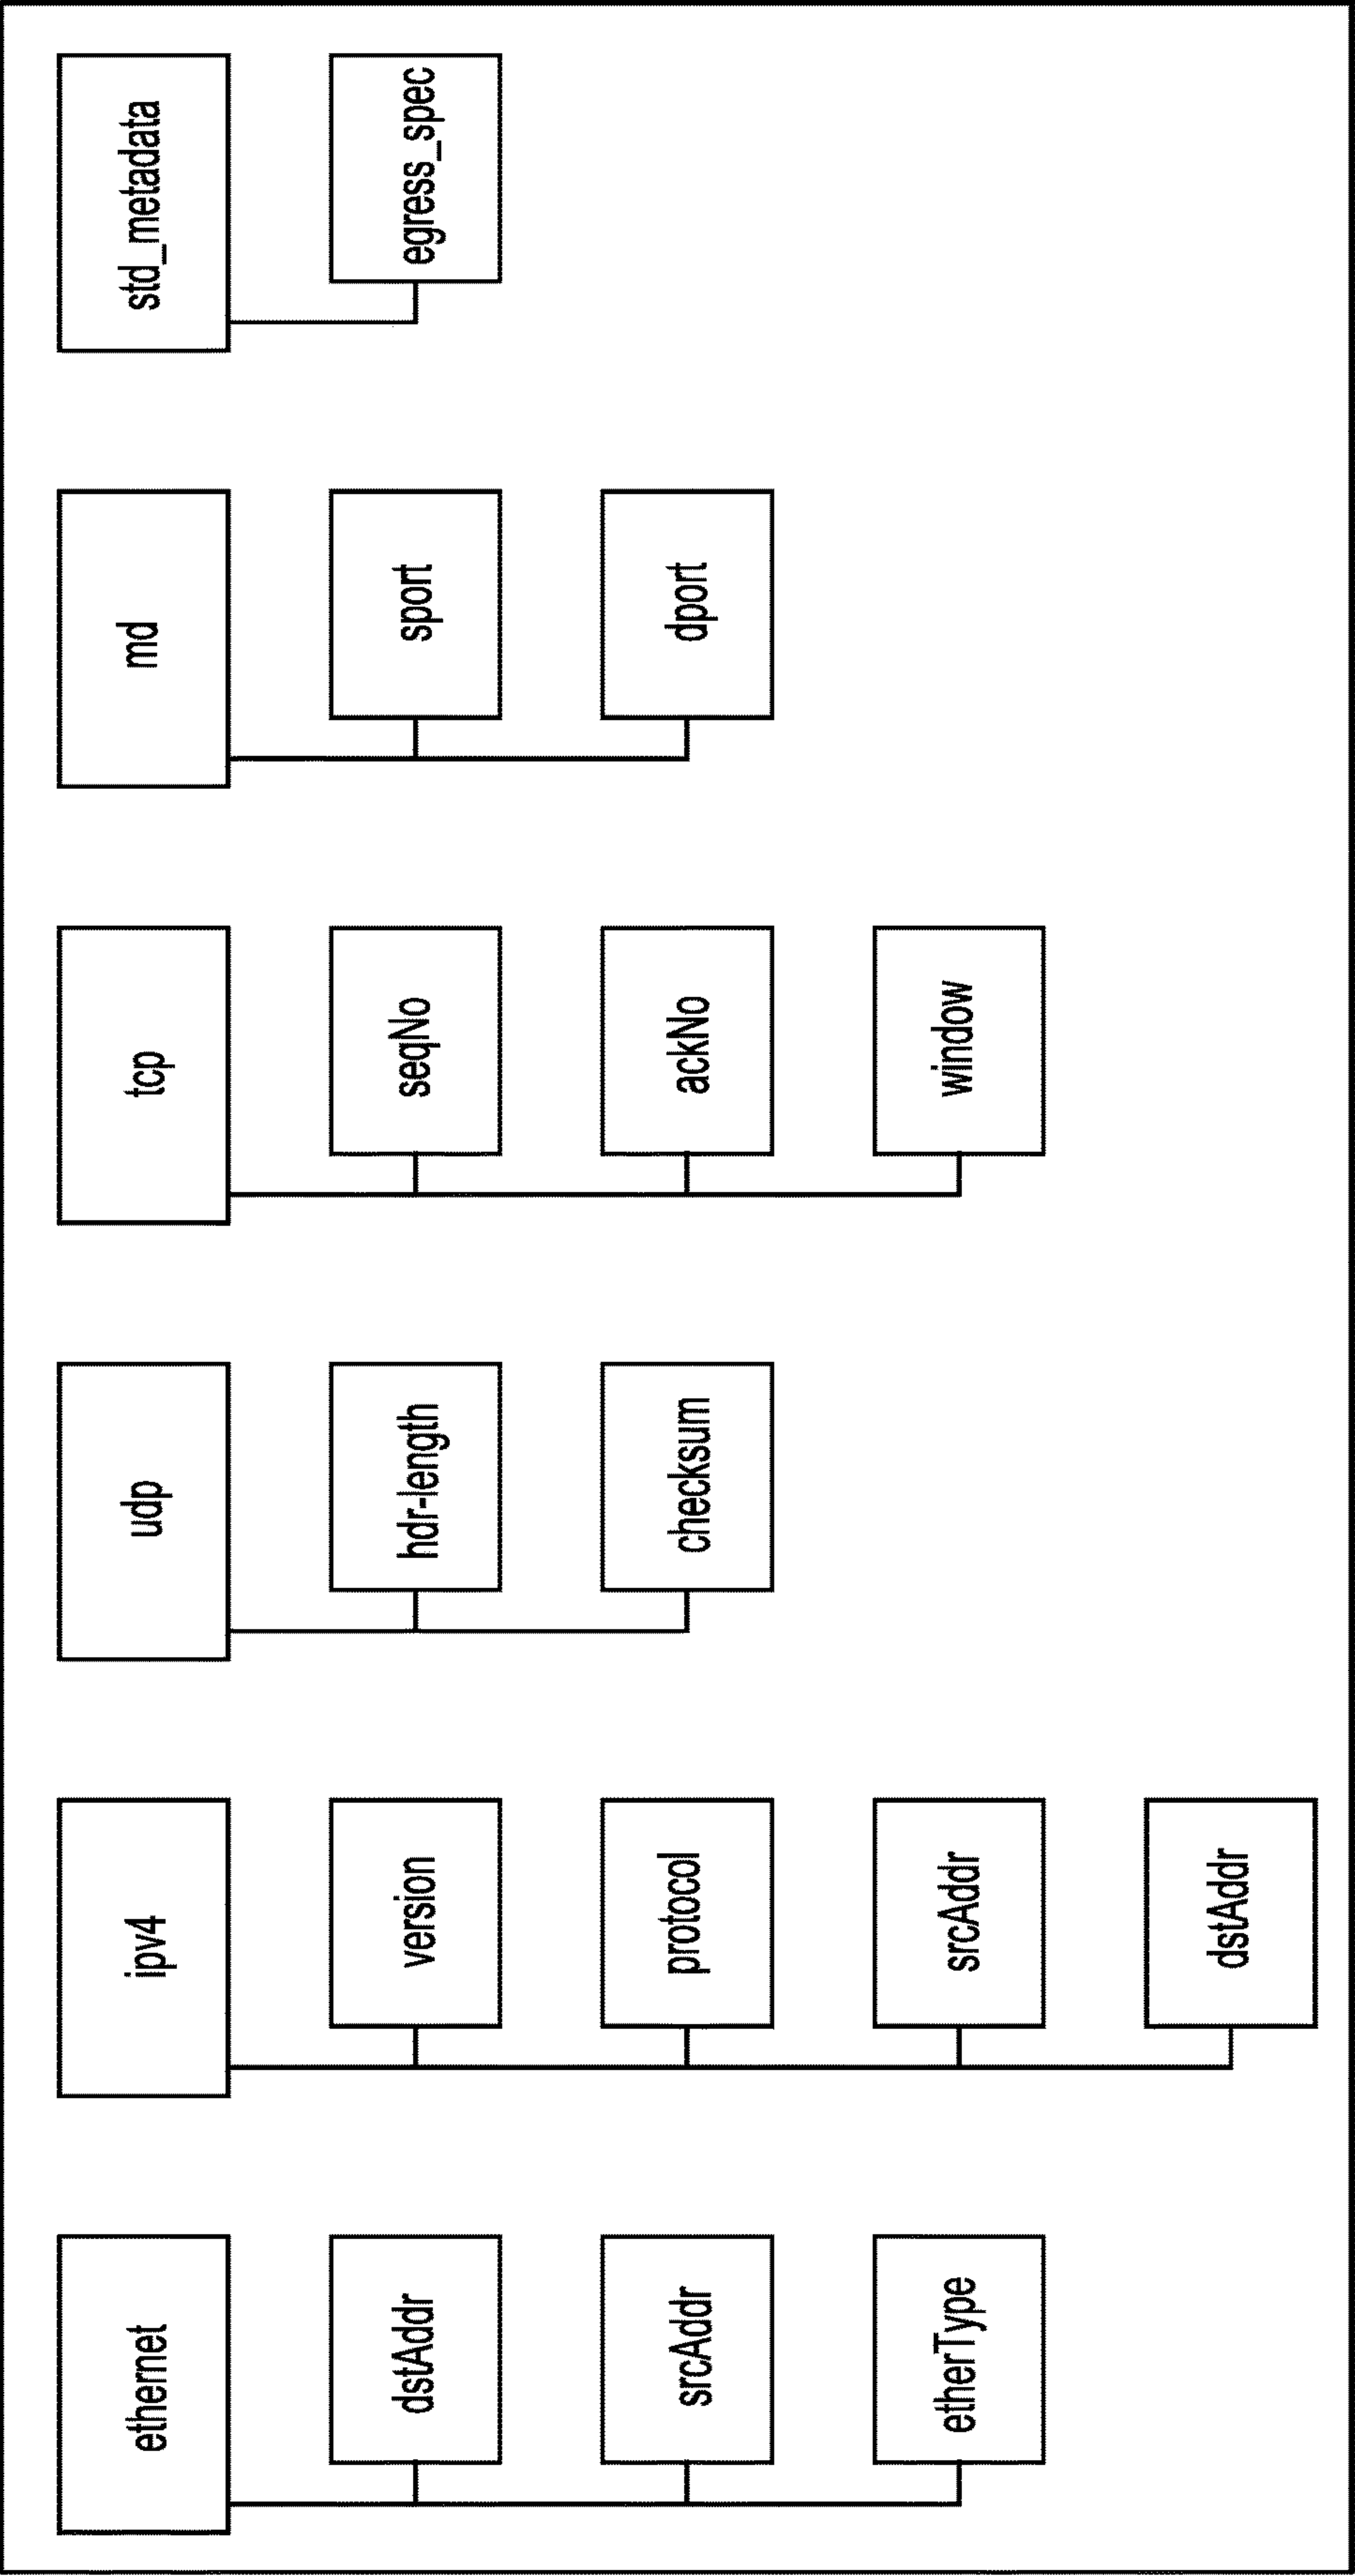 ethernet
dstAddr
srcAddr
etherType
ipv4
version
protocol
srcAddr
dstAddr
udp
hdr-length
checksum
tcp
seqNo
ackNo
window
md
sport
dport
std_metadata
egress_spec